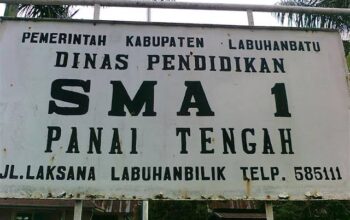 PEMERINTAH KABUPATEN LABUHANBATU
DINAS PENDIDIKAN
SMA 1
PANAI TENGAH
JL.LAKSANA LABUHANBILIK TELP. 585111